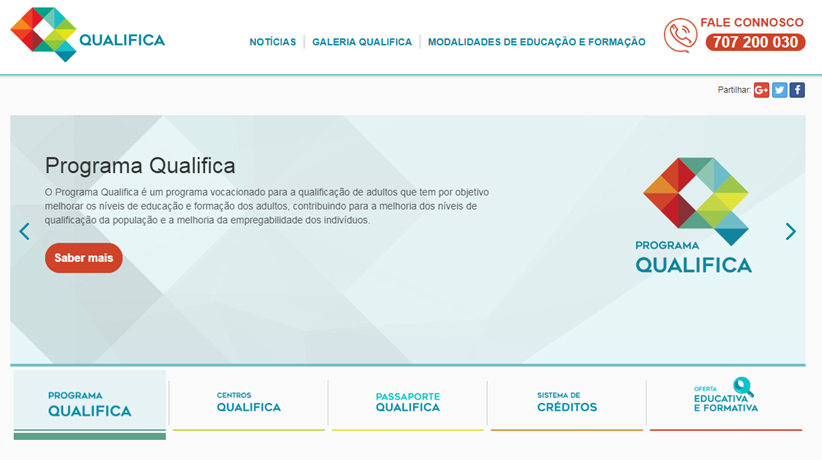 QUALIFICA
NOTÍCIAS
GALERIA QUALIFICA
MODALIDADES DE EDUCAÇÃO E FORMAÇÃO
FALE CONNOSCO
707 200 030
Partilhar: G+ f
Programa Qualifica
O Programa Qualifica é um programa vocacionado para a qualificação de adultos que tem por objetivo
melhorar os níveis de educação e formação dos adultos, contribuindo para a melhoria dos níveis de
qualificação da população e a melhoria da empregabilidade dos indivíduos.
Saber mais
PROGRAMA
QUALIFICA
PROGRAMA
QUALIFICA
CENTROS
QUALIFICA
PASSAPORTE
QUALIFICA
SISTEMA DE
CRÉDITOS
OFERTA
EDUCATIVA
E FORMATIVA